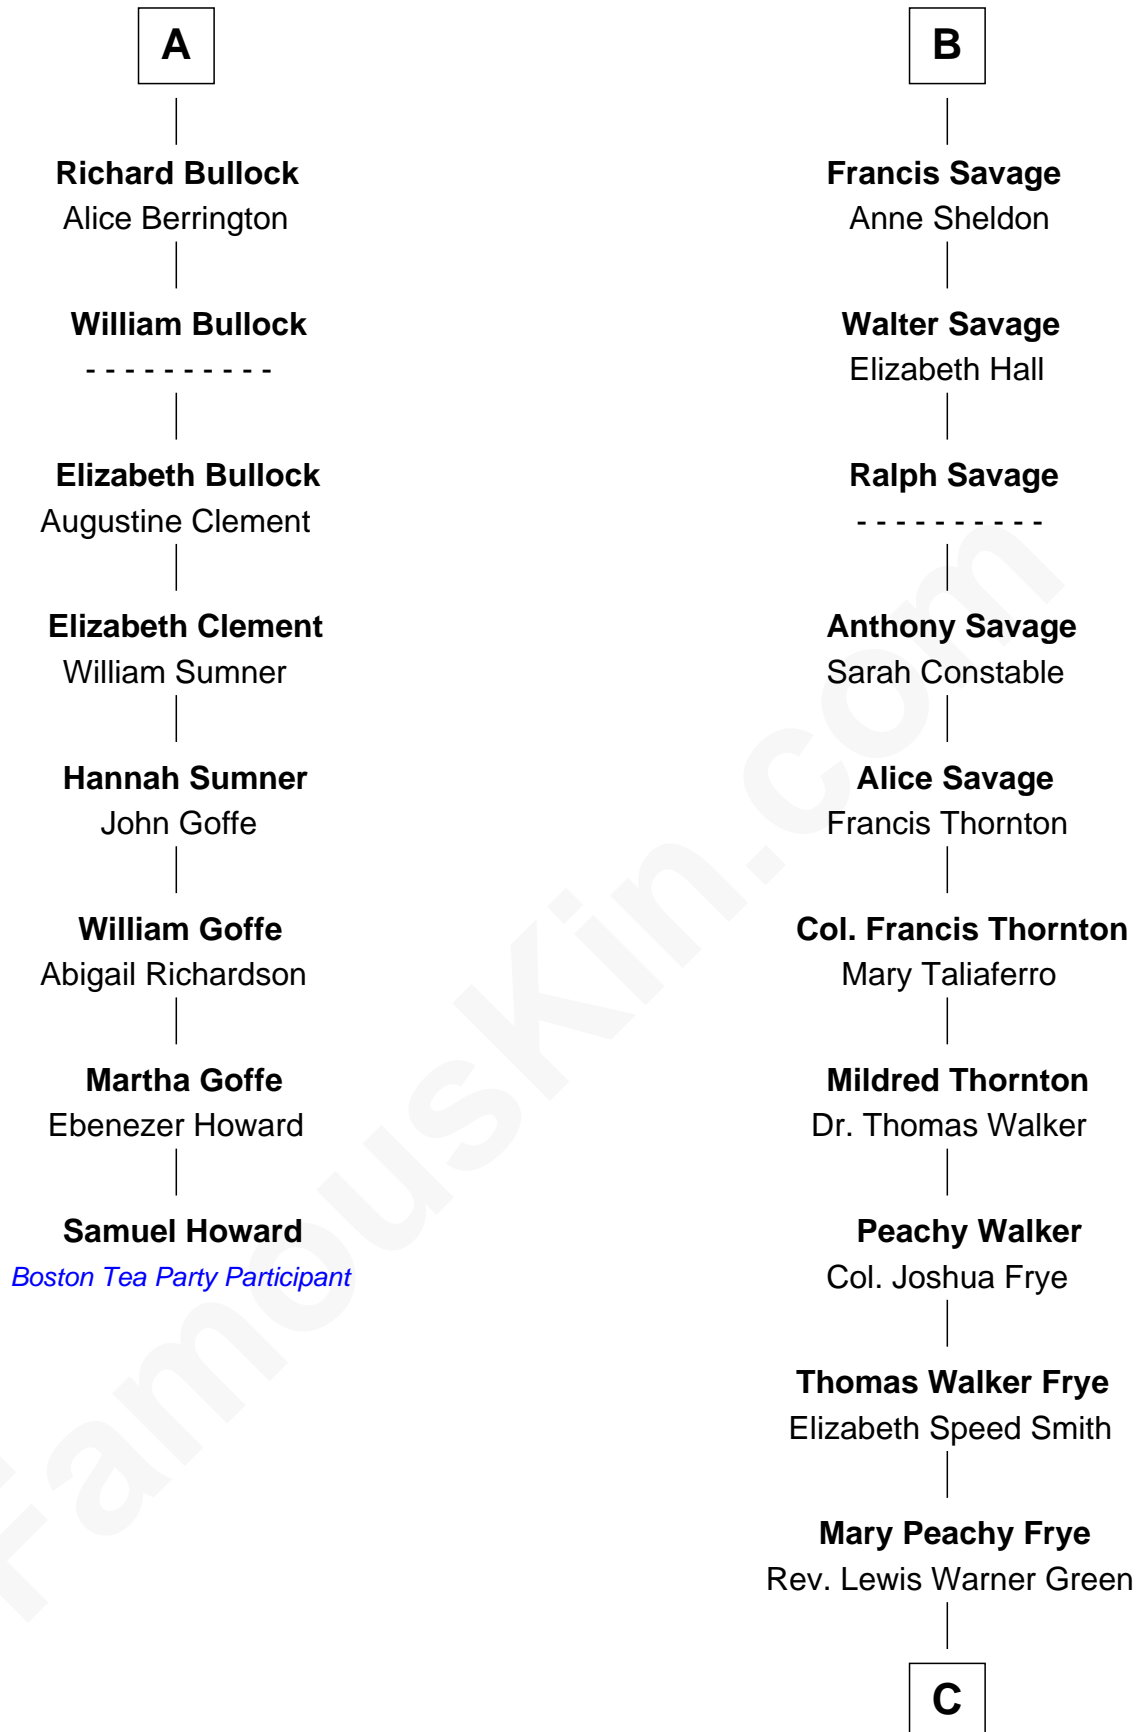 A
Richard Bullock
Alice Berrington
William Bullock
- - - - - - - - - -
Elizabeth Bullock
Augustine Clement
Elizabeth Clement
William Sumner
Hannah Sumner
John Goffe
William Goffe
Abigail Richardson
Martha Goffe
Ebenezer Howard
Samuel Howard
Boston Tea Party Participant
B
Francis Savage
Anne Sheldon
Walter Savage
Elizabeth Hall
Ralph Savage
- - - - - - - - - -
Anthony Savage
Sarah Constable
Alice Savage
Francis Thornton
Col. Francis Thornton
Mary Taliaferro
Mildred Thornton
Dr. Thomas Walker
Peachy Walker
Col. Joshua Frye
Thomas Walker Frye
Elizabeth Speed Smith
Mary Peachy Frye
Rev. Lewis Warner Green
C
FamousKin.com